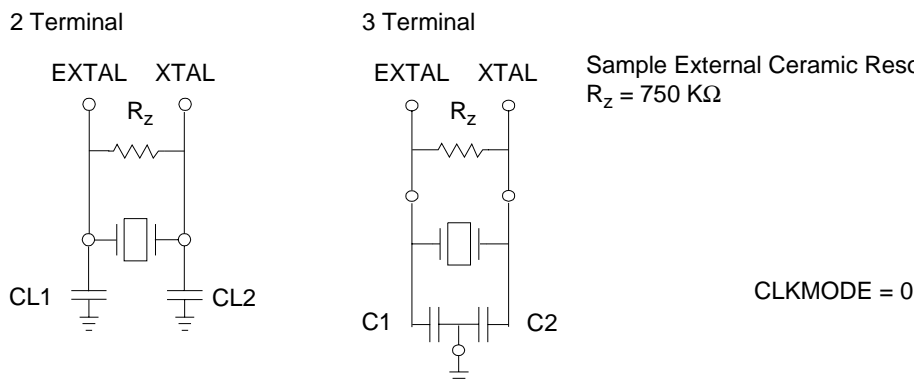 2 Terminal
3 Terminal
EXTAL XTAL
EXTAL XTAL
Sample External Ceramic
Rz = 750 KΩ
Rz
Rz
CL1
CL2
C1
C2
CLKMODE = 0